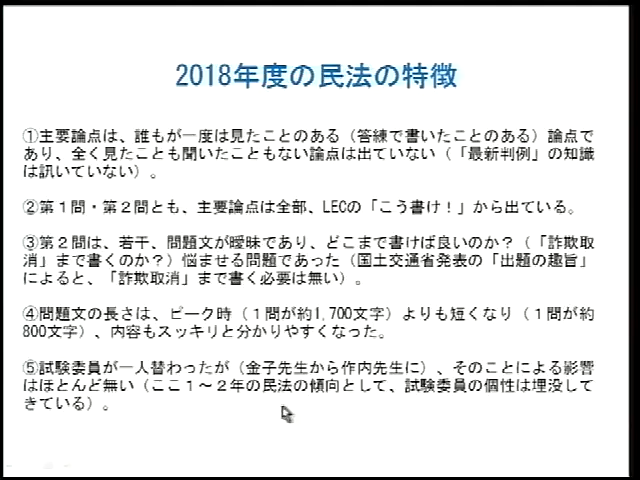 2018年度の民法の特徴
①主要論点は、誰もが一度は見たことのある（答練で書いたことのある）論点で
あり、全く見たことも聞いたこともない論点は出ていない（「最新判例」の知識
は訊いていない）。
②第１問・第２問とも、主要論点は全部、LECの「こう書け！」から出ている。
③第２問は、若干、問題文が曖昧であり、どこまで書けば良いのか？（「詐欺取
消」まで書くのか？）悩ませる問題であった（国土交通省発表の「出題の趣旨」
によると、「詐欺取消」まで書く必要は無い）。
④問題文の長さは、ピーク時（１問が約1,700文字）よりも短くなり（１問が約
800文字）、内容もスッキリと分かりやすくなった。
⑤試験委員が一人替わったが（金子先生から作内先生に）、そのことによる影響
はほとんど無い（ここ１～２年の民法の傾向として、試験委員の個性は埋没して
きている）。